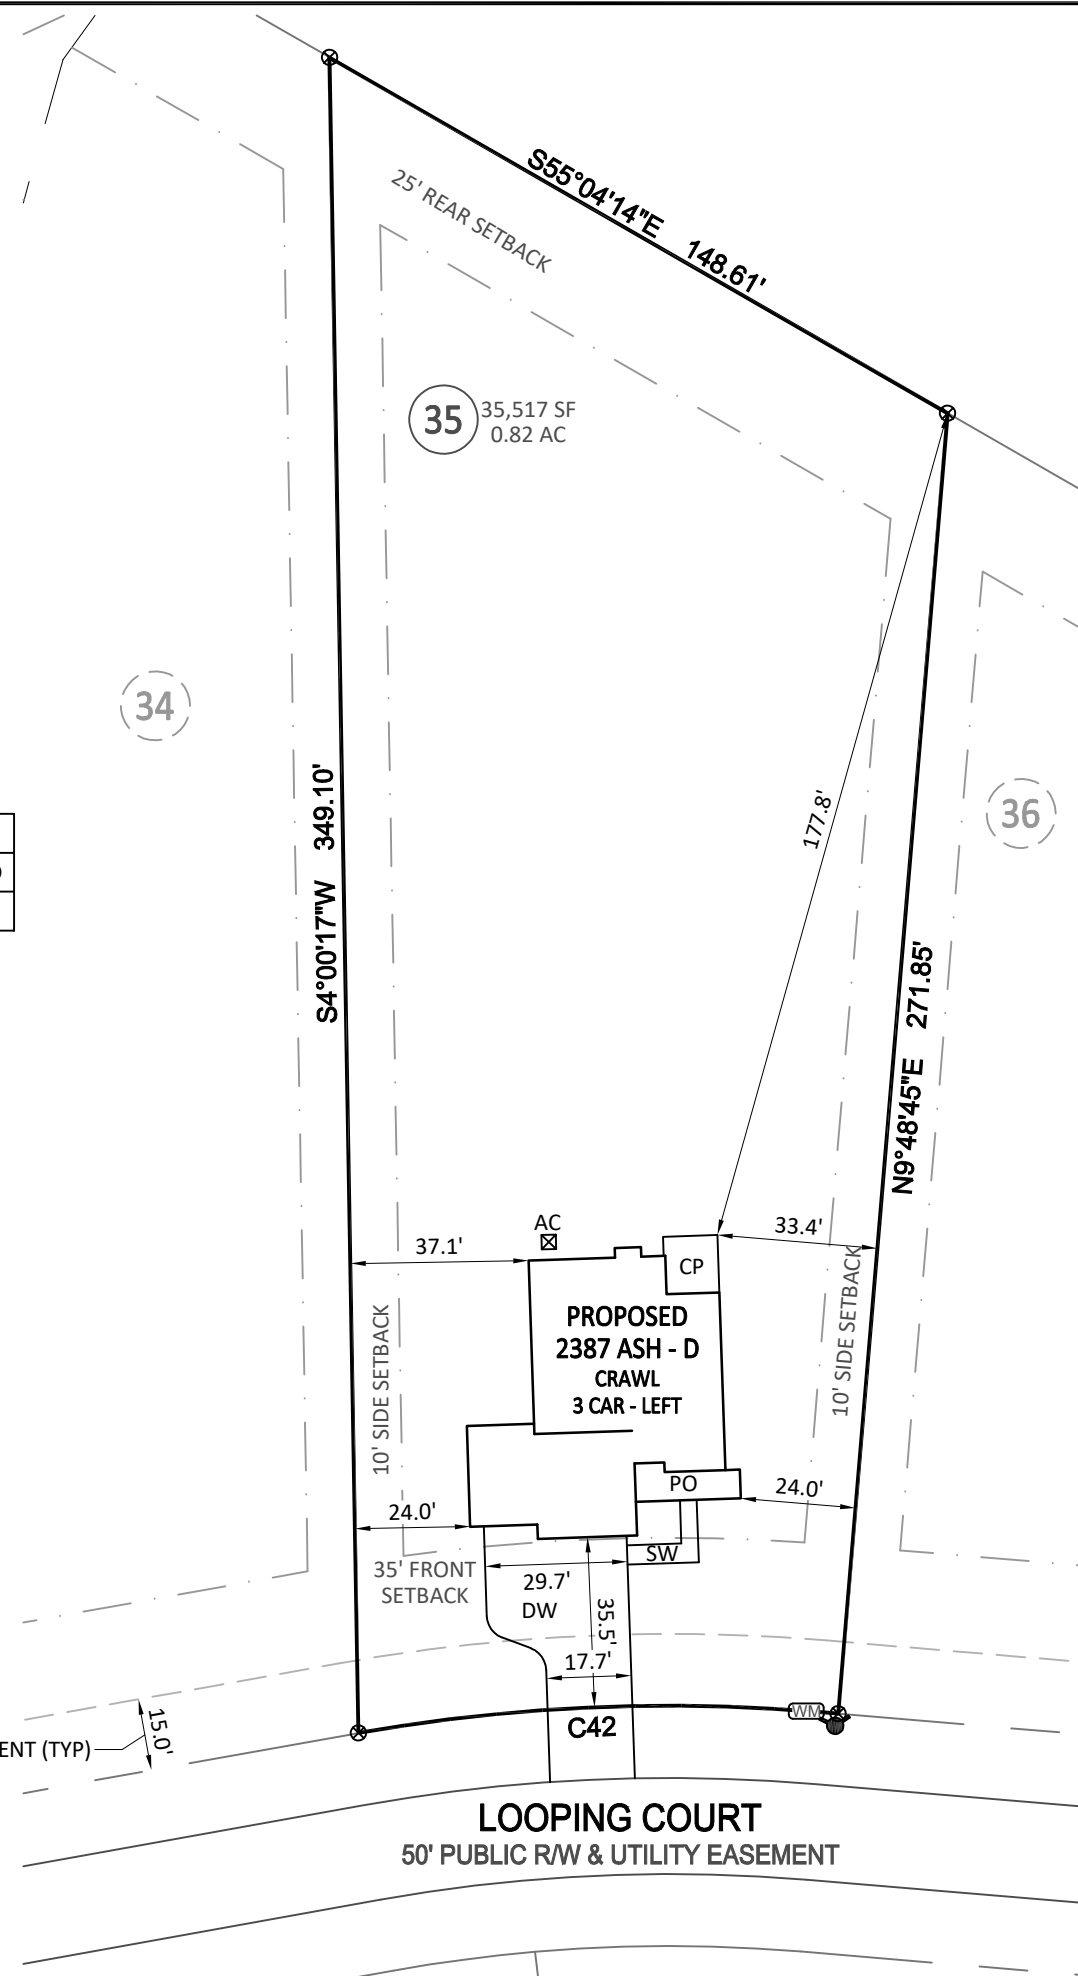 S55°04'14"E 148.61'
25' REAR SETBACK
35
35,517 SF
0.82 AC
34
36
177.8'
S4°00'17"W 349.10'
N9°48'45"E 271.85'
AC
37.1'
33.4'
CP
PROPOSED
2387 ASH - D
CRAWL
3 CAR - LEFT
10' SIDE SETBACK
10' SIDE SETBACK
PO
24.0'
24.0'
SW
35' FRONT
SETBACK
29.7'
DW
35.5'
17.7'
WM
C42
15.0'
ENT (TYP)
LOOPING COURT
50' PUBLIC R/W & UTILITY EASEMENT